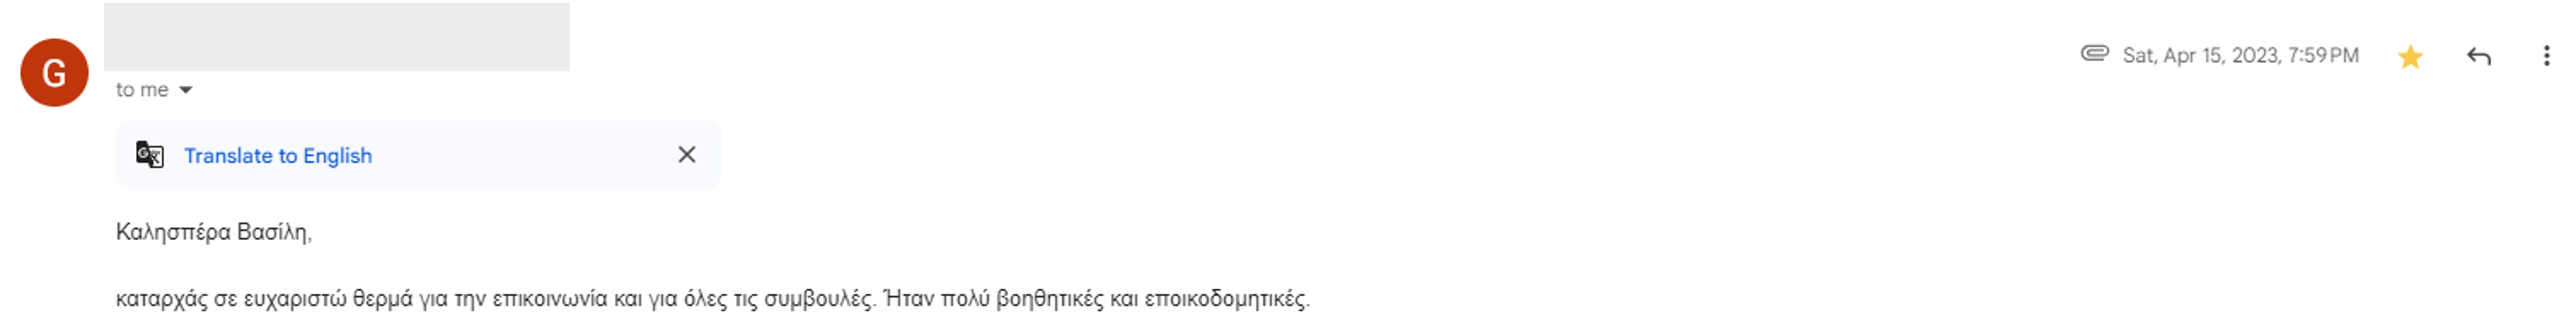 G
Sat, Apr 15, 2023, 7:59 PM
to me
Translate to English
Καλησπέρα Βασίλη,
καταρχάς σε ευχαριστώ θερμά για την επικοινωνία και για όλες τις συμβουλές. Ήταν πολύ βοηθητικές και εποικοδομητικές.